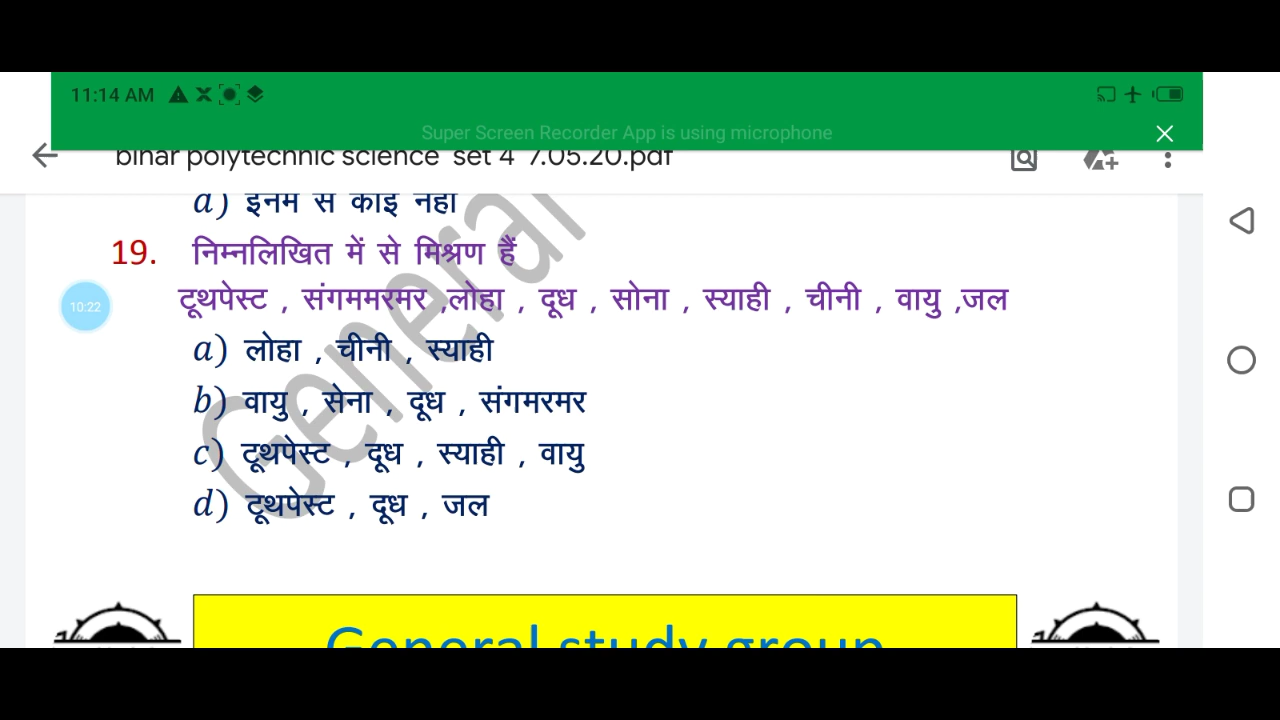 11:14 AM
Super Screen Recorder App is using microphone
bihar polytechnic science set 4 7.05.20.pdf
d) इनमें से कोई नहीं
19. निम्नलिखित में से मिश्रण हैं
10:22
टूथपेस्ट , संगममरमर ,लोहा , दूध , सोना , स्याही , चीनी , वायु ,जल
a) लोहा , चीनी , स्याही
b) वायु , सेना , दूध , संगमरमर
c) टूथपेस्ट , दूध , स्याही , वायु
d) टूथपेस्ट , दूध , जल
General
General study group